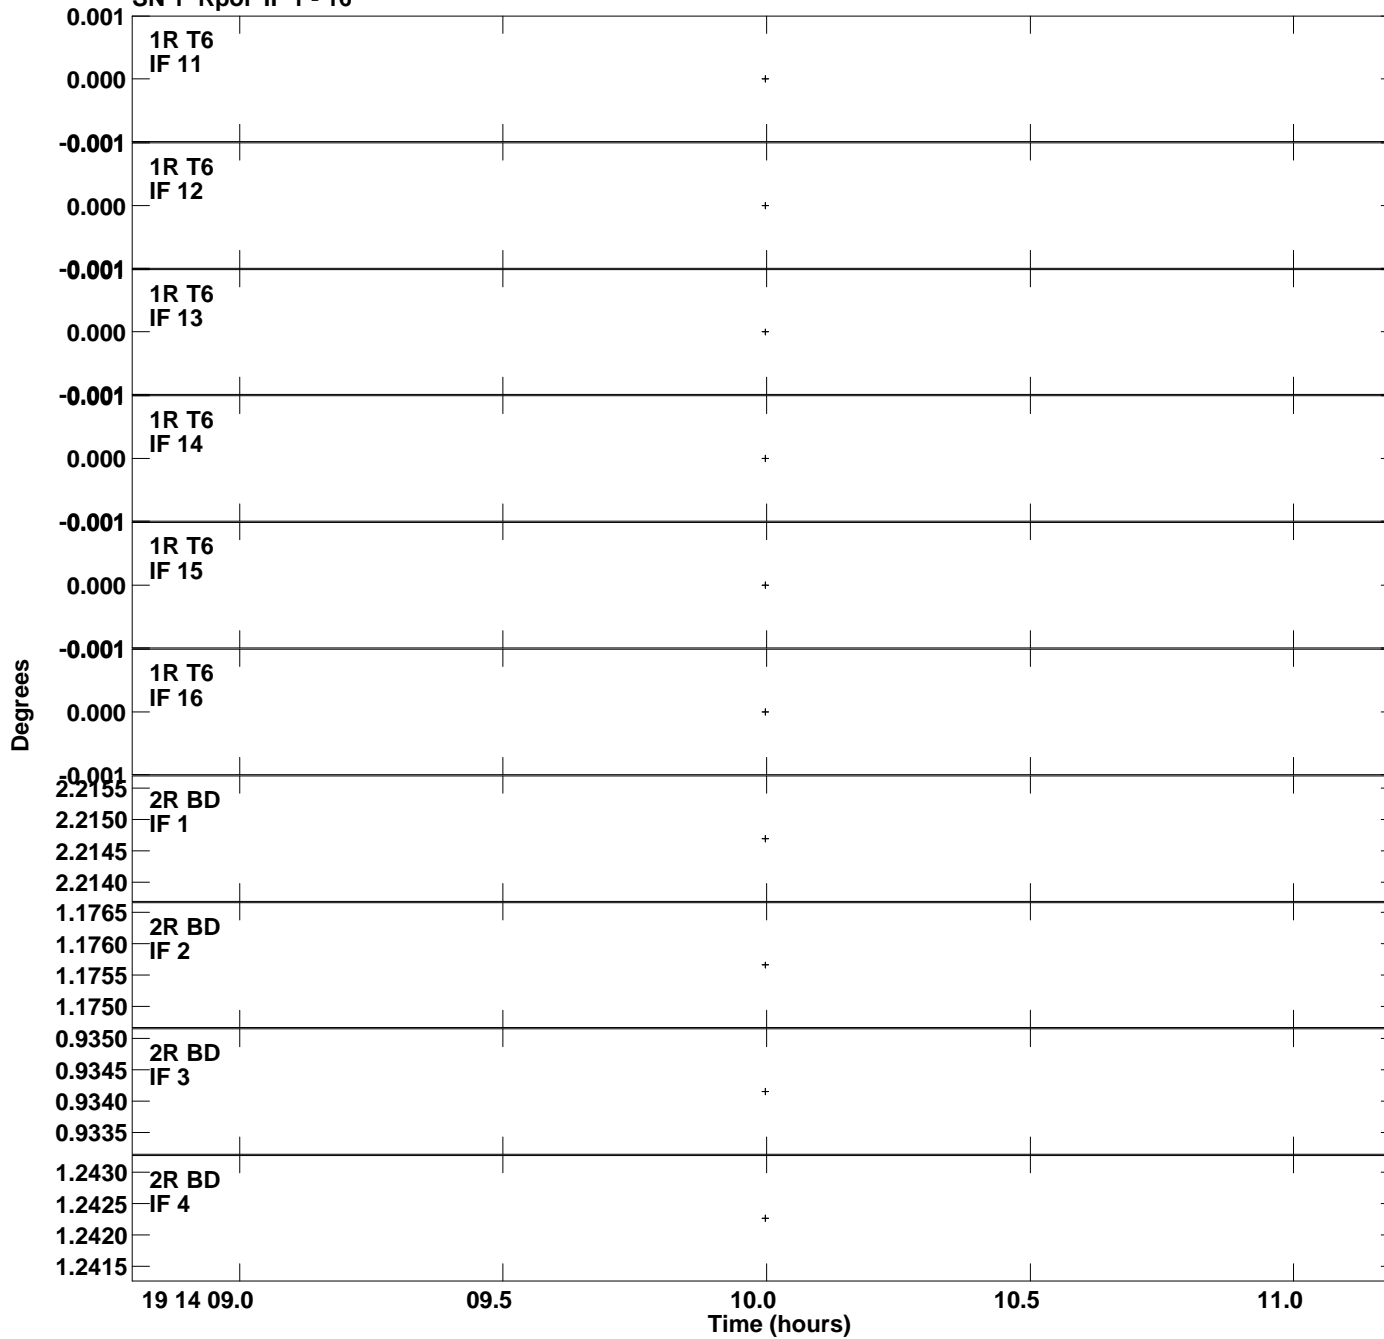 SN 1 Rpol IF 1 - 16
0.001
1R T6
IF 11
0.000
-0.001
1R T6
IF 12
0.000
-0.001
1R T6
IF 13
0.000
-0.001
1R T6
IF 14
0.000
-0.001
1R T6
IF 15
0.000
-0.001
1R T6
IF 16
0.000
-0.001
Degrees
2.2155
2R BD
IF 1
2.2150
2.2145
2.2140
1.1765
2R BD
IF 2
1.1760
1.1755
1.1750
0.9350
2R BD
IF 3
0.9345
0.9340
0.9335
1.2430
2R BD
IF 4
1.2425
1.2420
1.2415
19 14 09.0 09.5 10.0 10.5 11.0
Time (hours)